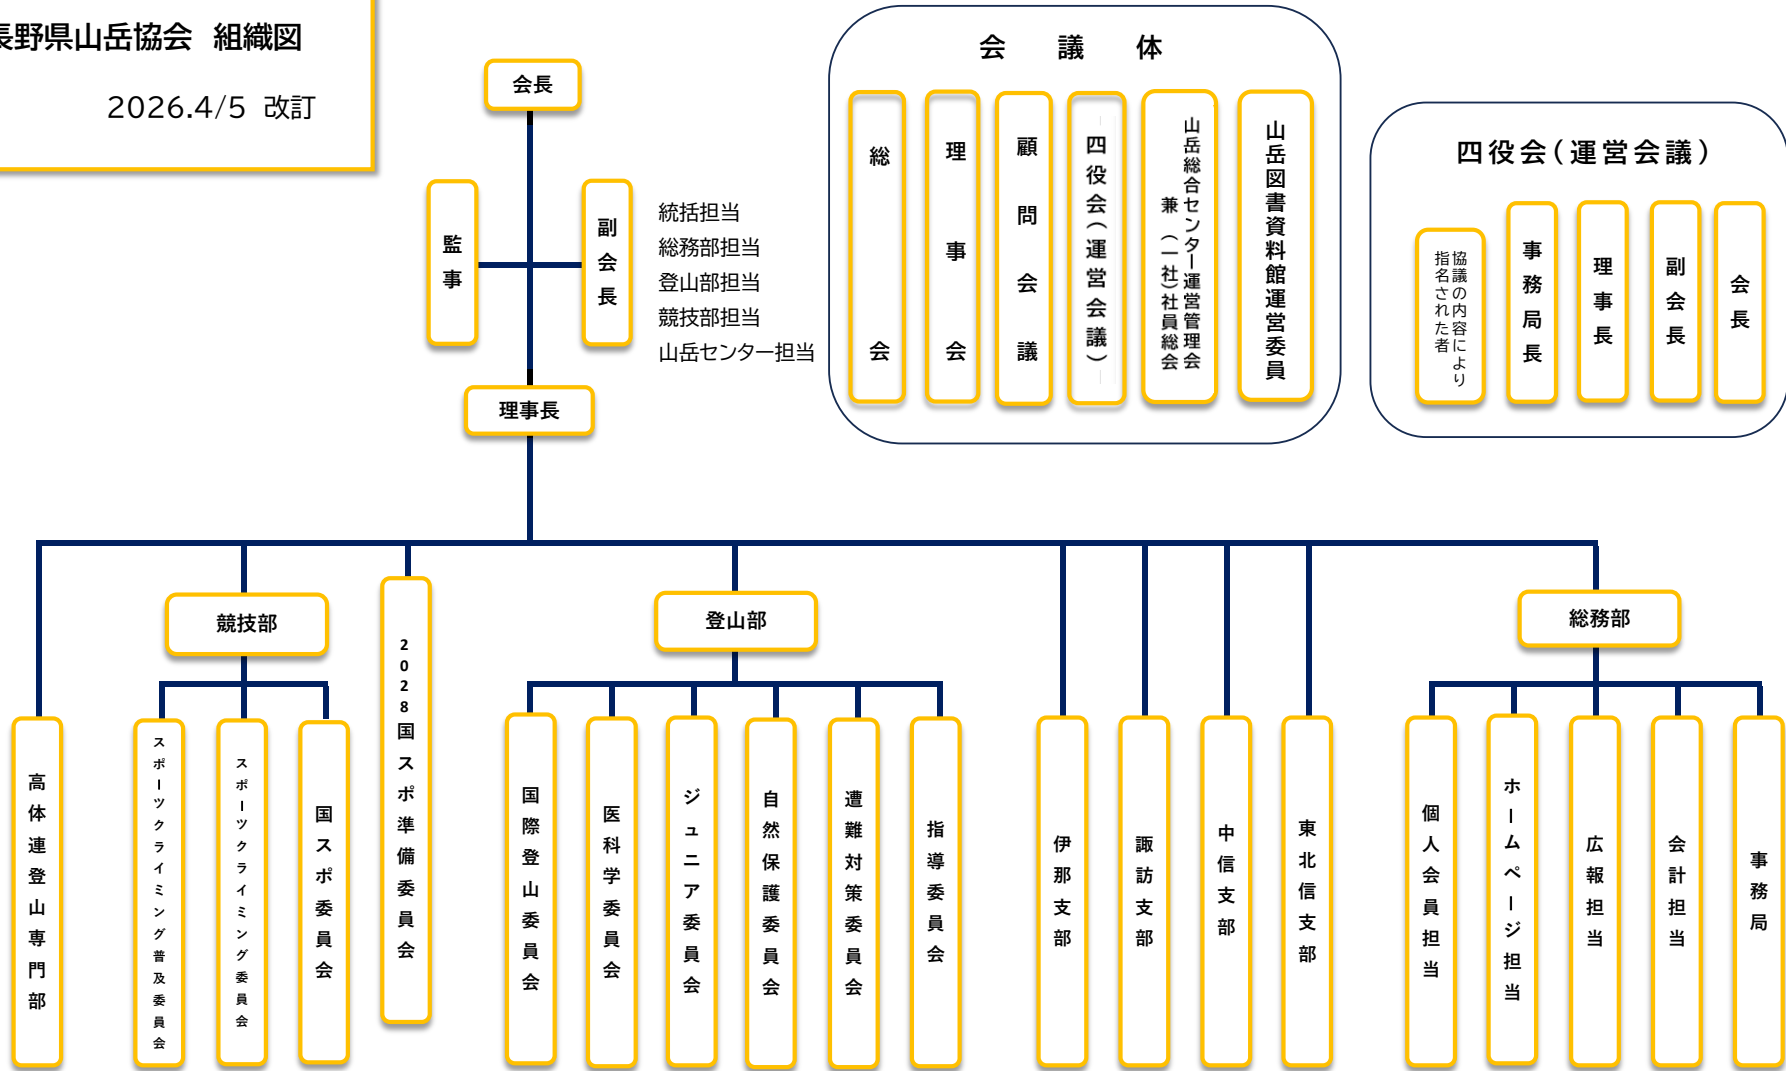 長野県山岳協会 組織図
2026.4/5 改訂
会長
監事
副会長
統括担当
総務部担当
登山部担当
競技部担当
山岳センター担当
理事長
会議体
総会
理事会
顧問会議
四役会(運営会議)
山岳総合センター運営管理会
兼 (一社)社員総会
山岳図書資料館運営委員
四役会(運営会議)
協議の内容により
指名された者
事務局長
理事長
副会長
会長
高体連登山専門部
競技部
スポーツクライミング普及委員会
スポーツクライミング委員会
国スポ委員会
2028国スポ準備委員会
登山部
国際登山委員会
医科学委員会
ジュニア委員会
自然保護委員会
遭難対策委員会
指導委員会
伊那支部
諏訪支部
中信支部
東北信支部
総務部
個人会員担当
ホームページ担当
広報担当
会計担当
事務局